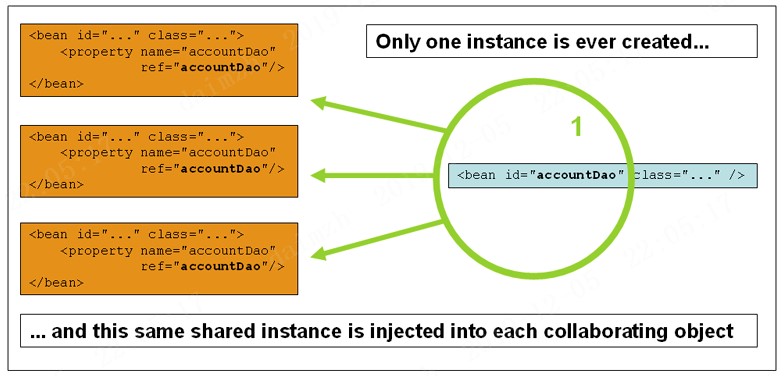 <bean id="..." class="...">
<property name="accountDao"
ref="accountDao"/>
</bean>
Only one instance is ever created...
<bean id="..." class="...">
<property name="accountDao"
ref="accountDao"/>
</bean>
1
<bean id="accountDao" class="..." />
<bean id="..." class="...">
<property name="accountDao"
ref="accountDao"/>
</bean>
... and this same shared instance is injected into each collaborating object